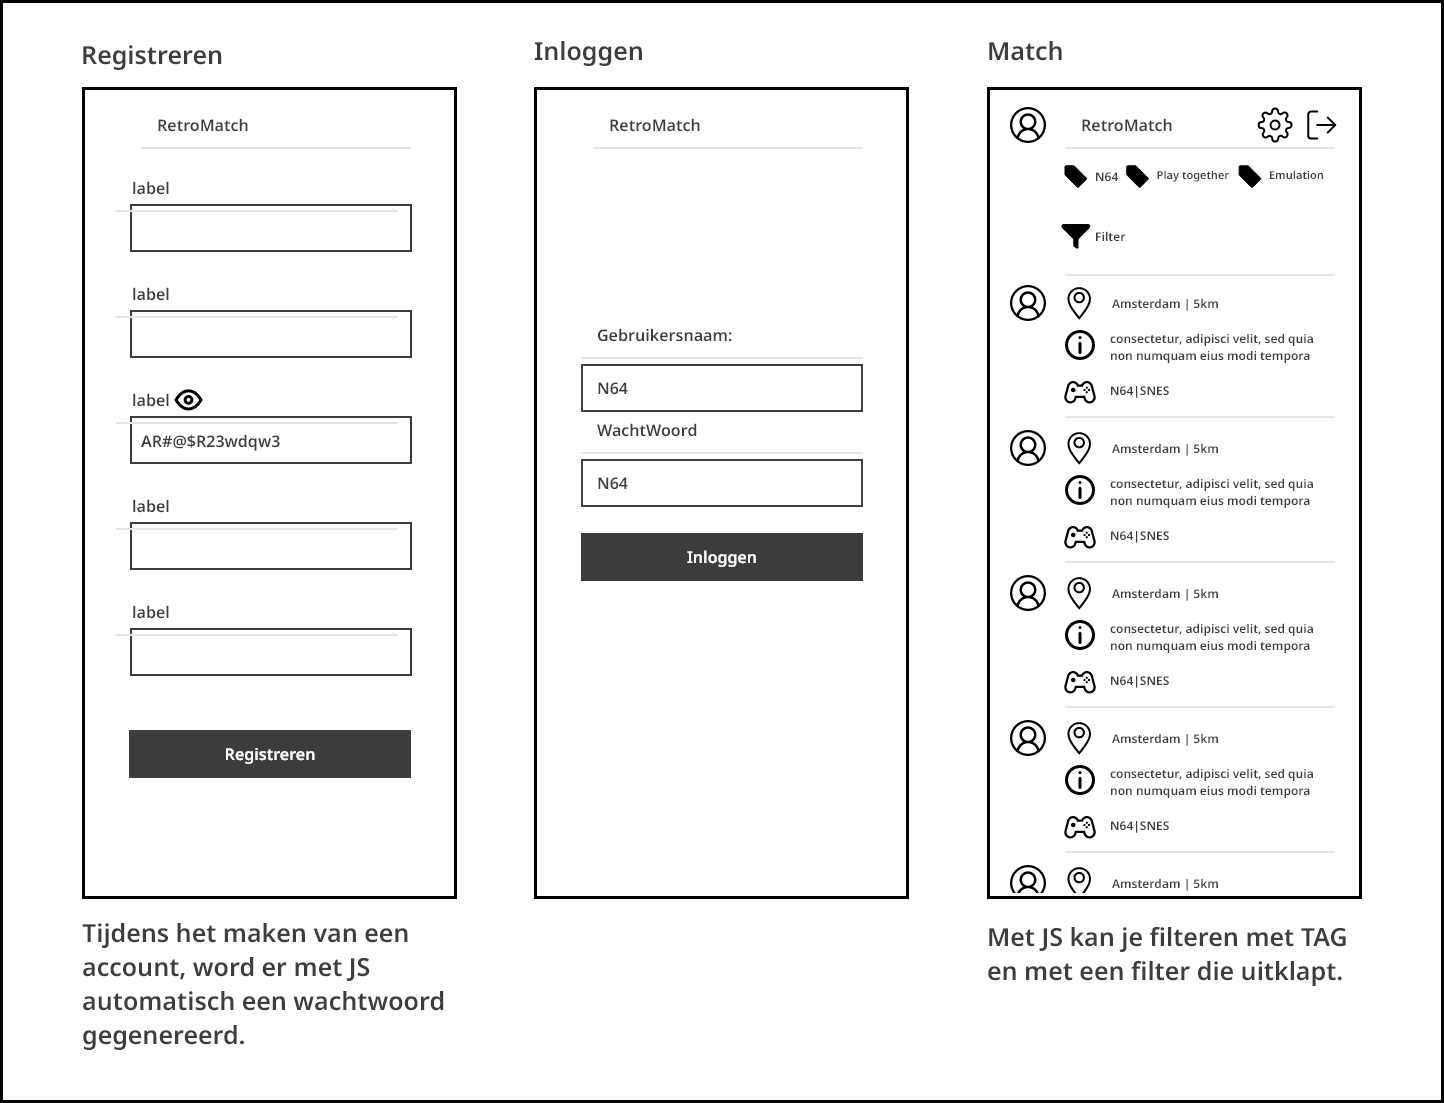 Registreren
RetroMatch
label
label
label
AR#@$R23wdqw3
label
label
Registreren
Tijdens het maken van een
account, word er met JS
automatisch een wachtwoord
gegenereerd.
Inloggen
RetroMatch
Gebruikersnaam:
N64
WachtWoord
N64
Inloggen
Match
RetroMatch
N64 Play together Emulation
Filter
Amsterdam | 5km
consectetur, adipisci velit, sed quia
non numquam eius modi tempora
N64|SNES
Amsterdam | 5km
consectetur, adipisci velit, sed quia
non numquam eius modi tempora
N64|SNES
Amsterdam | 5km
consectetur, adipisci velit, sed quia
non numquam eius modi tempora
N64|SNES
Amsterdam | 5km
consectetur, adipisci velit, sed quia
non numquam eius modi tempora
N64|SNES
Amsterdam | 5km
Met JS kan je filteren met TAG
en met een filter die uitklapt.